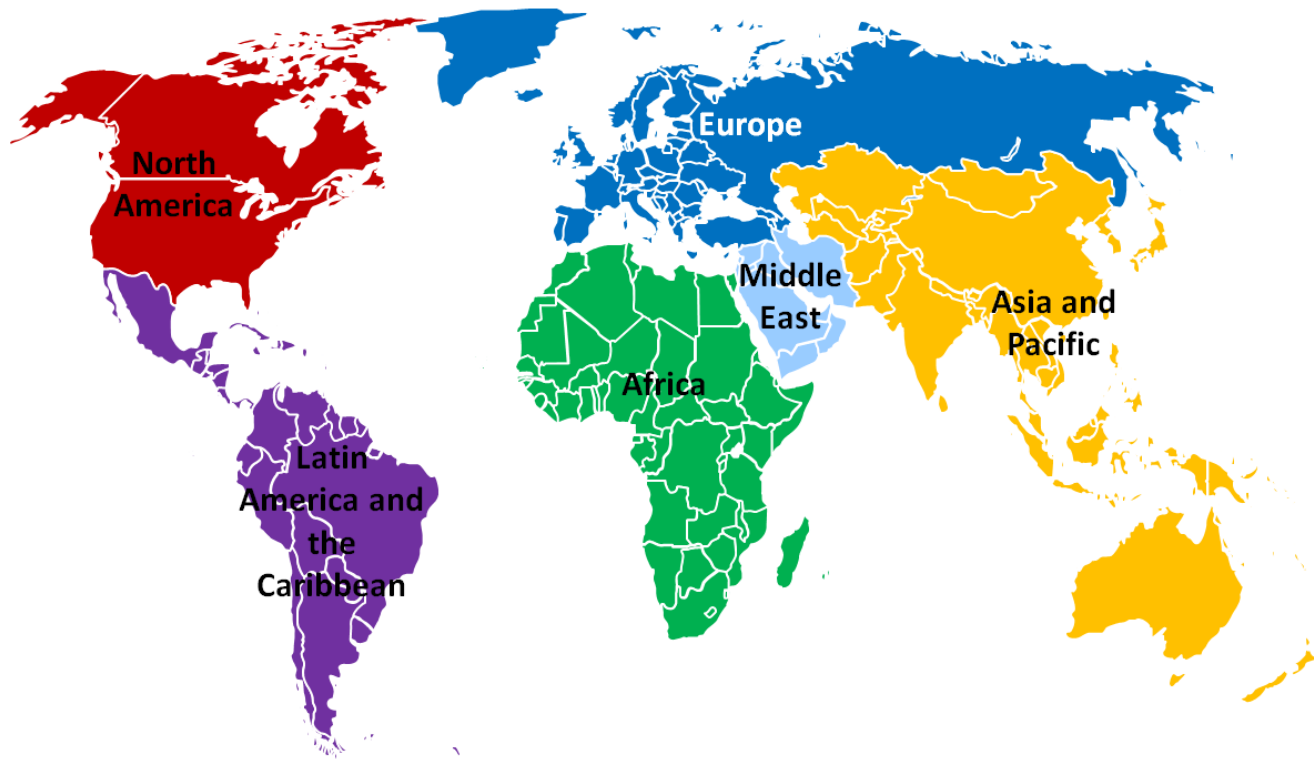 North
America
Europe
Middle
East
Asia and
Pacific
Africa
Latin
America and
the
Caribbean